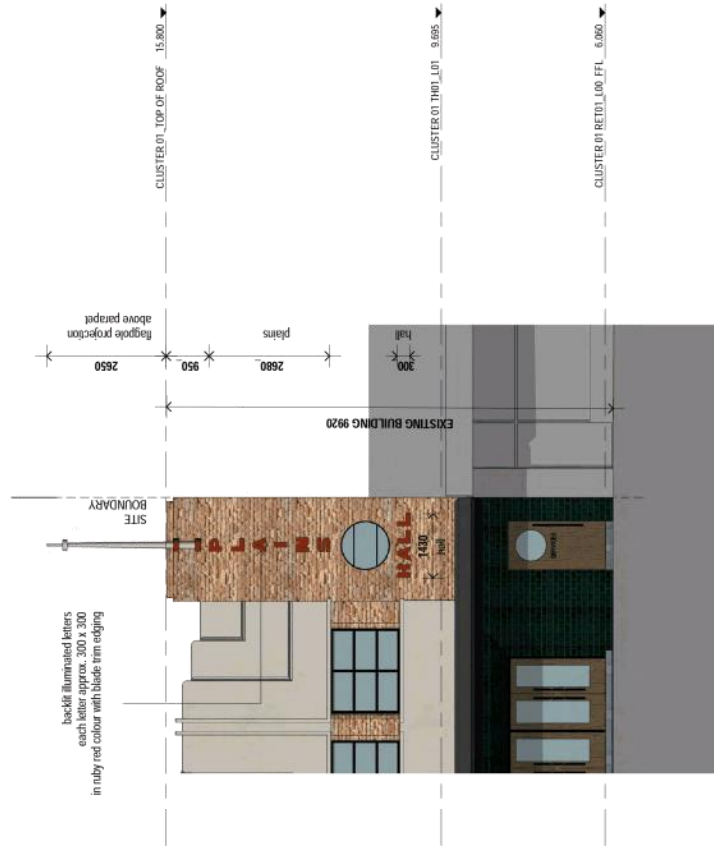 CLUSTER 01_TOP OF ROOF 15.800
CLUSTER 01 TH01_L01 9.695
CLUSTER 01 RET01_L00 FFL 6.060
flagpole projection
above parapet
plains
hall
2650
950
2680
300
EXISTING BUILDING 9920
SITE
BOUNDARY
PLAINS
HALL
1430
hall
backlit illuminated letters
each letter approx. 300 x 300
in ruby red colour with blade trim edging